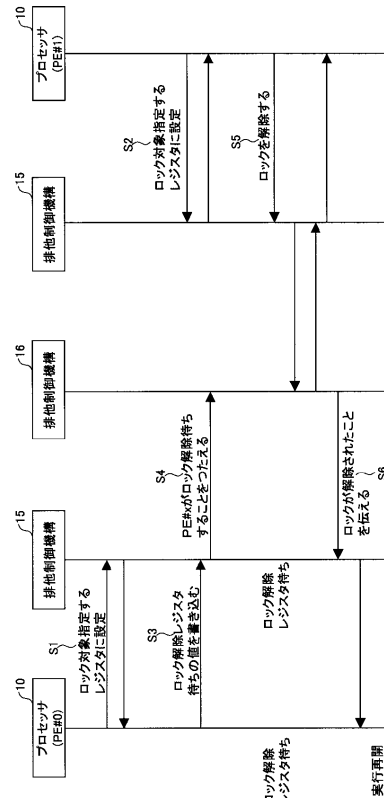 10
プロセッサ
(PE#0)
15
排他制御機構
16
排他制御機構
15
排他制御機構
10
プロセッサ
(PE#1)
S1
ロック対象指定する
レジスタに設定
S2
ロック対象指定する
レジスタに設定
S3
ロック解除レジスタ
待ちの値を書き込む
S4
PE#xがロック解除待ち
することをつたえる
S5
ロックを解除する
ロック解除
レジスタ待ち
ロック解除
レジスタ待ち
ロックが解除されたこと
を伝える
S6
実行再開